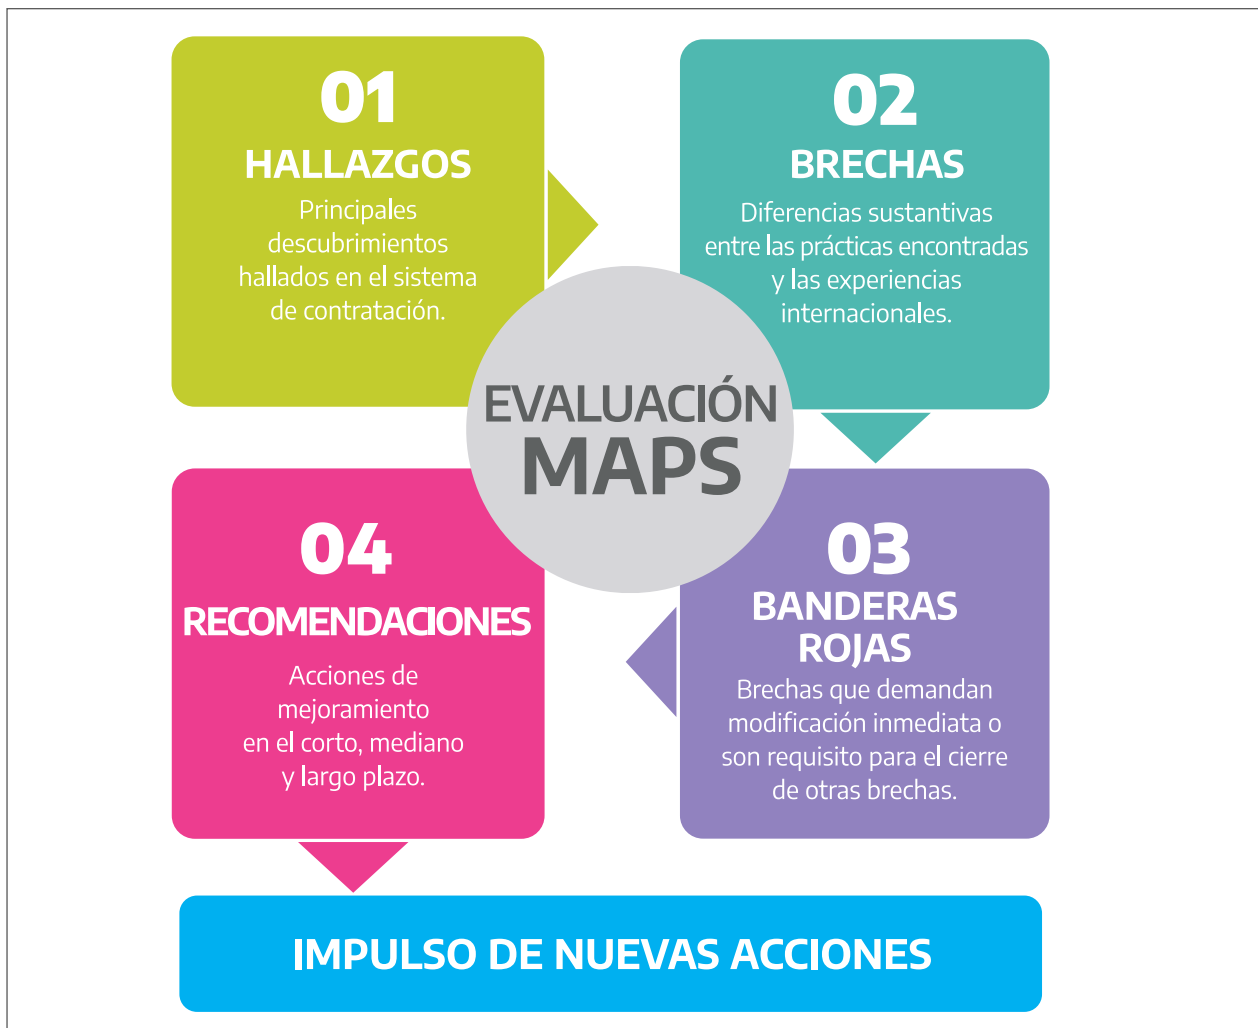 01
HALLAZGOS
Principales
descubrimientos
hallados en el sistema
de contratación.
02
BRECHAS
Diferencias sustantivas
entre las prácticas encontradas
y las experiencias
internacionales.
EVALUACIÓN
MAPS
03
BANDERAS
ROJAS
Brechas que demandan
modificación inmediata o
son requisito para el cierre
de otras brechas.
04
RECOMENDACIONES
Acciones de
mejoramiento
en el corto, mediano
y largo plazo.
IMPULSO DE NUEVAS ACCIONES